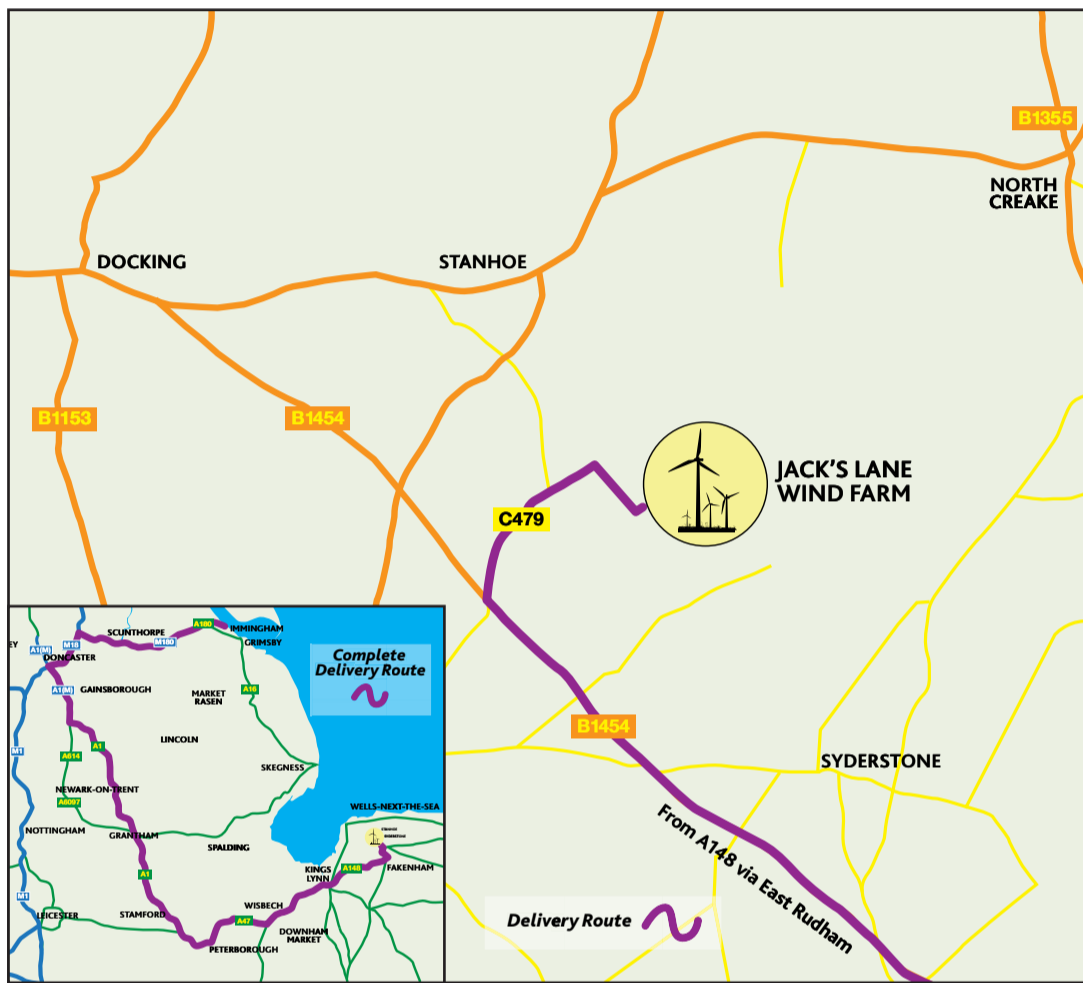 B1355
NORTH
CREAKE
DOCKING
STANHOE
B1153
B1454
JACK'S LANE
WIND FARM
C479
B1454
SYDERSTONE
From A148 via East Rudham
Delivery Route
Complete
Delivery Route
EY
SCUNTHORPE
A180
IMMINGHAM
GRIMSBY
M180
M18
A1(M)
DONCASTER
A1(M)
GAINSBOROUGH
MARKET
RASEN
A16
LINCOLN
A1
M1
A614
SKEGNESS
NEWARK-ON-TRENT
A6097
WELLS-NEXT-THE-SEA
NOTTINGHAM
GRANTHAM
SPALDING
STANHOE
SYDERSTONE
KINGS
LYNN
A148
FAKENHAM
A1
M1
LEICESTER
STAMFORD
WISBECH
A47
DOWNHAM
MARKET
PETERBOROUGH